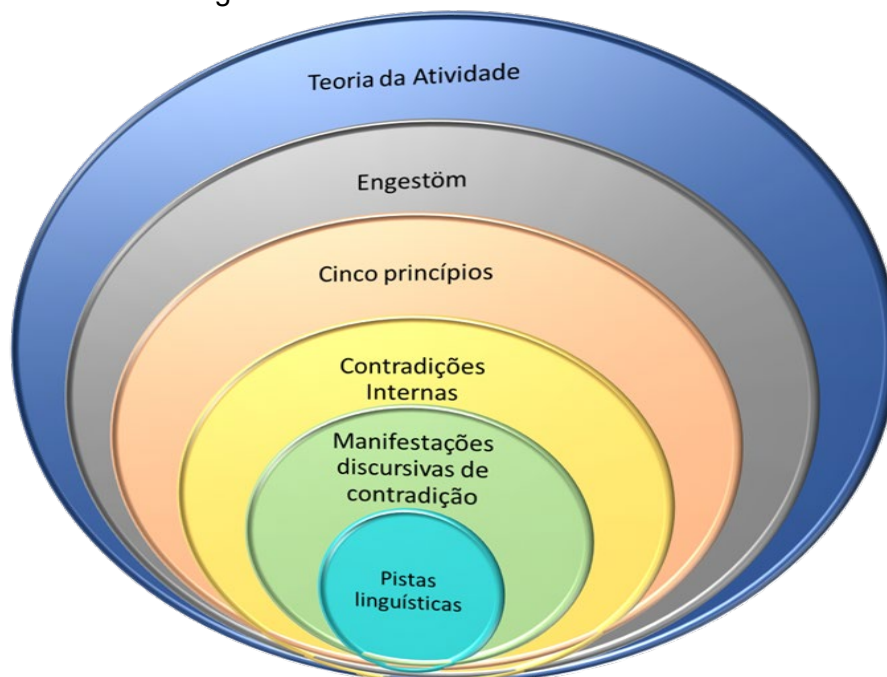 Teoria da Atividade
Engestöm
Cinco princípios
Contradições
Internas
Manifestações
discursivas de
contradição
Pistas
linguísticas